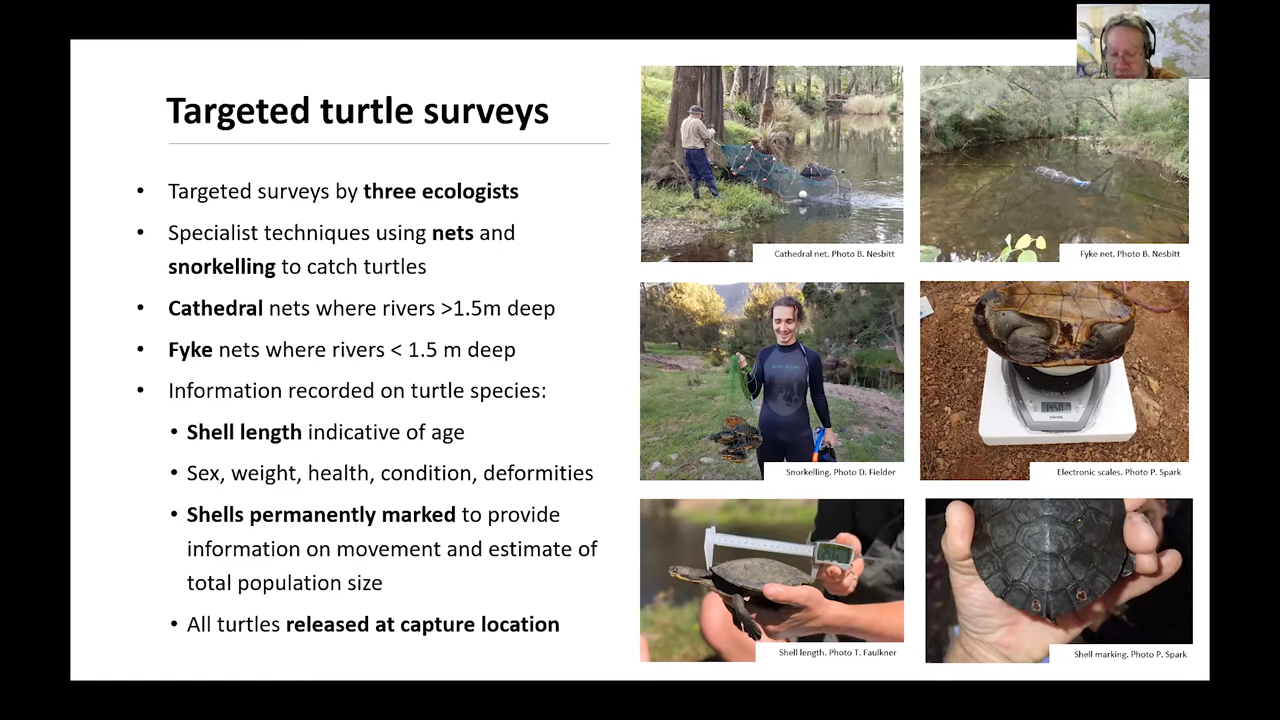 Targeted turtle surveys
• Targeted surveys by three ecologists
• Specialist techniques using nets and
snorkelling to catch turtles
• Cathedral nets where rivers >1.5m deep
• Fyke nets where rivers < 1.5 m deep
• Information recorded on turtle species:
• Shell length indicative of age
• Sex, weight, health, condition, deformities
• Shells permanently marked to provide
information on movement and estimate of
total population size
• All turtles released at capture location
Cathedral net. Photo B. Nesbitt
Fyke net. Photo B. Nesbitt
Snorkelling. Photo D. Fielder
Electronic scales. Photo P. Spark
Shell length. Photo T. Faulkner
Shell marking. Photo P. Spark